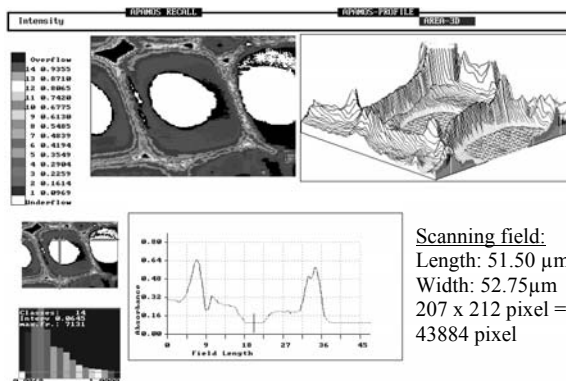 APAMOS RECALL
APAMOS-PROFILE
Intensity
AREA-3D
Overflow
14 0.9355
13 0.8710
12 0.8065
11 0.7420
10 0.6775
9 0.6130
8 0.5485
7 0.4839
6 0.4194
5 0.3549
4 0.2904
3 0.2259
2 0.1614
1 0.0969
Underflow
Scanning field:
Length: 51.50 µm
Width: 52.75µm
207 x 212 pixel =
43884 pixel
Absorbance
0.80
0.64
0.48
0.32
0.16
0.00
0 9 18 27 36 45
Field Length
Classes: 14
Interv 0.0645
max.Fr.: 7131